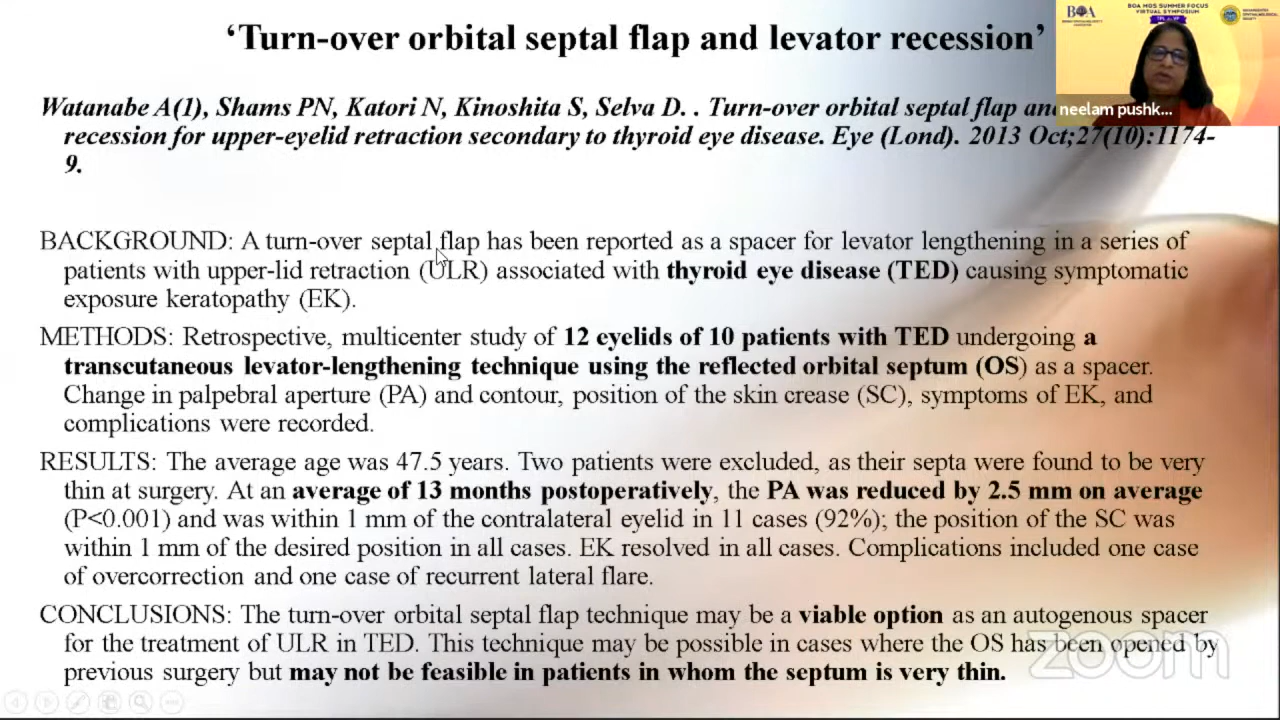 ‘Turn-over orbital septal flap and levator recession’
BOA MOS SUMMER FOCUS
VIRTUAL SYMPOSIUM
BOA
neelam pushk...
Watanabe A(1), Shams PN, Katori N, Kinoshita S, Selva D. . Turn-over orbital septal flap and
recession for upper-eyelid retraction secondary to thyroid eye disease. Eye (Lond). 2013 Oct;27(10):1174-
9.
BACKGROUND: A turn-over septal flap has been reported as a spacer for levator lengthening in a series of
patients with upper-lid retraction (ULR) associated with thyroid eye disease (TED) causing symptomatic
exposure keratopathy (EK).
METHODS: Retrospective, multicenter study of 12 eyelids of 10 patients with TED undergoing a
transcutaneous levator-lengthening technique using the reflected orbital septum (OS) as a spacer.
Change in palpebral aperture (PA) and contour, position of the skin crease (SC), symptoms of EK, and
complications were recorded.
RESULTS: The average age was 47.5 years. Two patients were excluded, as their septa were found to be very
thin at surgery. At an average of 13 months postoperatively, the PA was reduced by 2.5 mm on average
(P<0.001) and was within 1 mm of the contralateral eyelid in 11 cases (92%); the position of the SC was
within 1 mm of the desired position in all cases. EK resolved in all cases. Complications included one case
of overcorrection and one case of recurrent lateral flare.
CONCLUSIONS: The turn-over orbital septal flap technique may be a viable option as an autogenous spacer
for the treatment of ULR in TED. This technique may be possible in cases where the OS has been opened by
previous surgery but may not be feasible in patients in whom the septum is very thin.
zoom